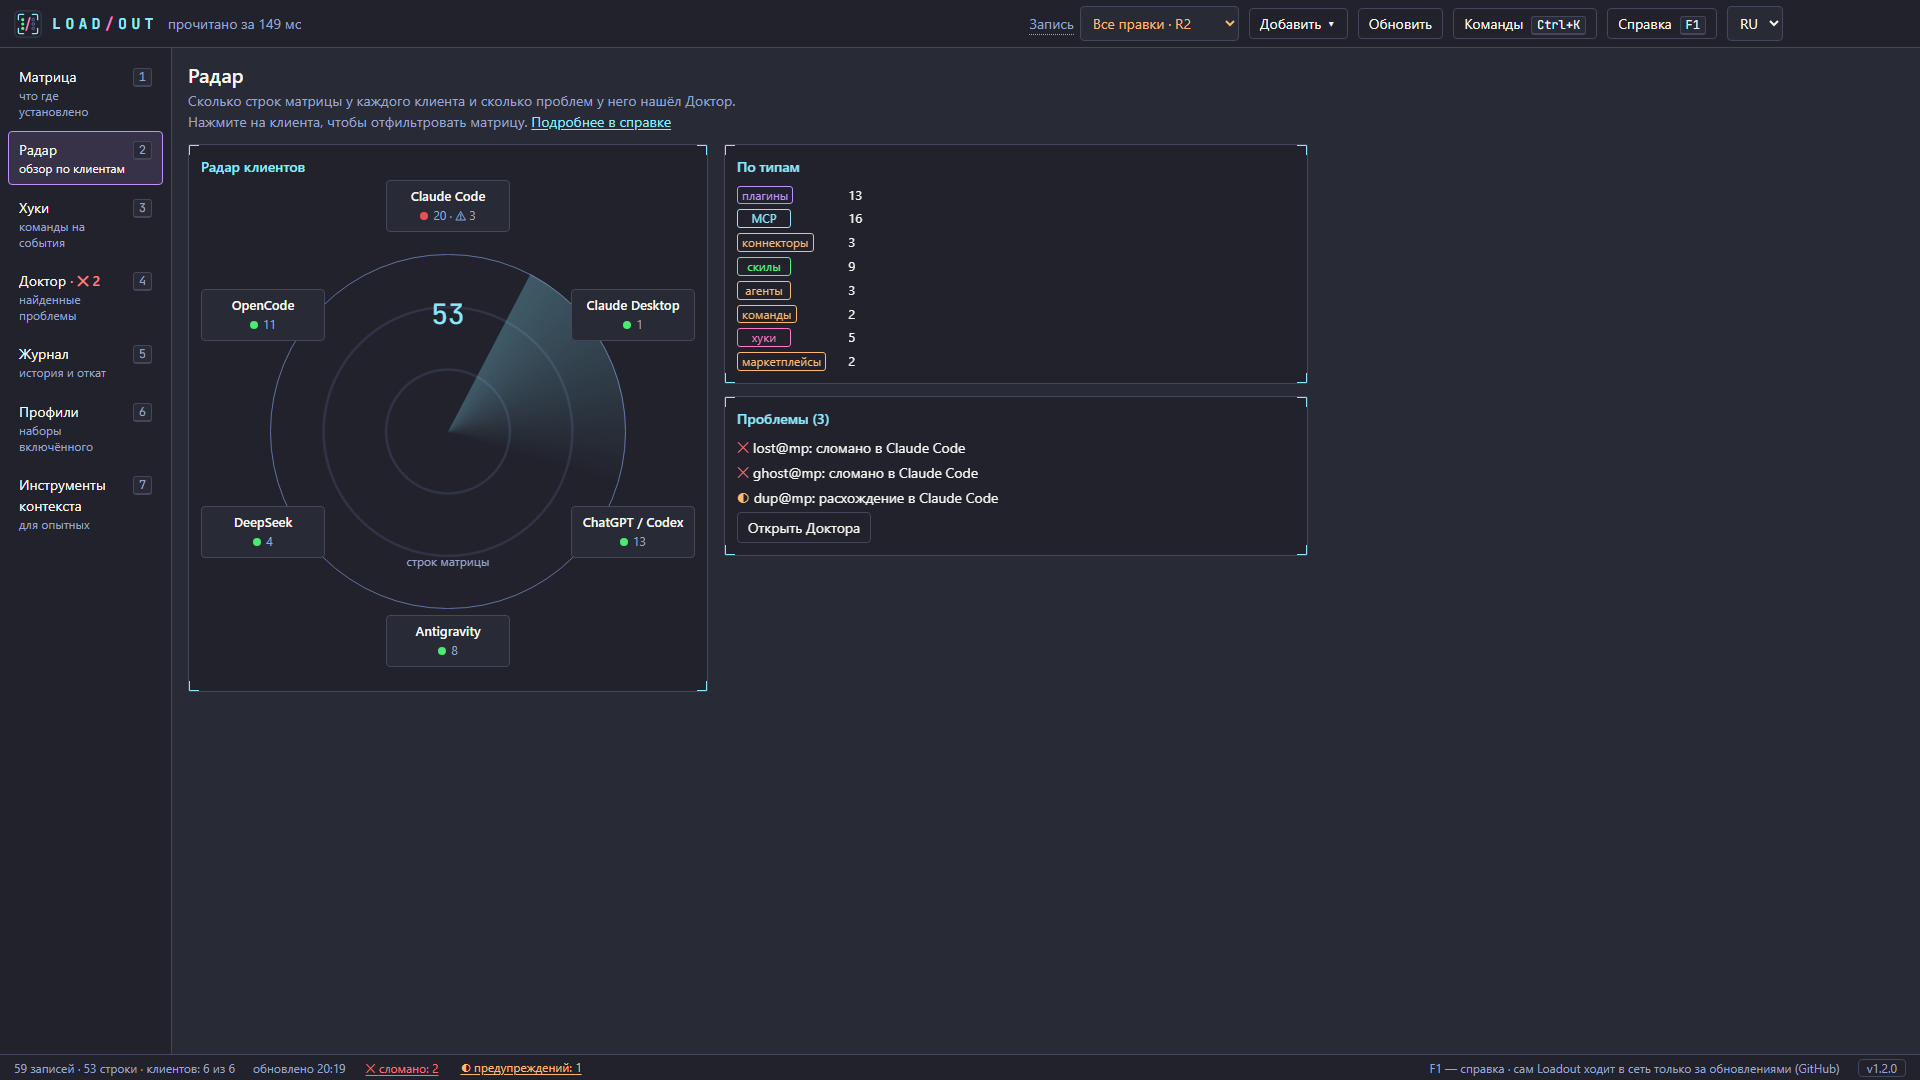 LOAD/OUT прочитано за 149 мс
Запись Все правки · R2 Добавить ▾ Обновить Команды Ctrl+K Справка F1 RU
Матрица 1
что где
установлено
Радар 2
обзор по клиентам
Хуки 3
команды на
события
Доктор · ✕ 2 4
найденные
проблемы
Журнал 5
история и откат
Профили 6
наборы
включённого
Инструменты 7
контекста
для опытных
Радар
Сколько строк матрицы у каждого клиента и сколько проблем у него нашёл Доктор.
Нажмите на клиента, чтобы отфильтровать матрицу. Подробнее в справке
Радар клиентов
Claude Code
20 · ⚠ 3
OpenCode
11
53
Claude Desktop
1
DeepSeek
4
ChatGPT / Codex
13
строк матрицы
Antigravity
8
По типам
плагины 13
MCP 16
коннекторы 3
скилы 9
агенты 3
команды 2
хуки 5
маркетплейсы 2
Проблемы (3)
✕ lost@mp: сломано в Claude Code
✕ ghost@mp: сломано в Claude Code
◐ dup@mp: расхождение в Claude Code
Открыть Доктора
59 записей · 53 строки · клиентов: 6 из 6 обновлено 20:19 ✕ сломано: 2 ◐ предупреждений: 1
F1 — справка · сам Loadout ходит в сеть только за обновлениями (GitHub) v1.2.0